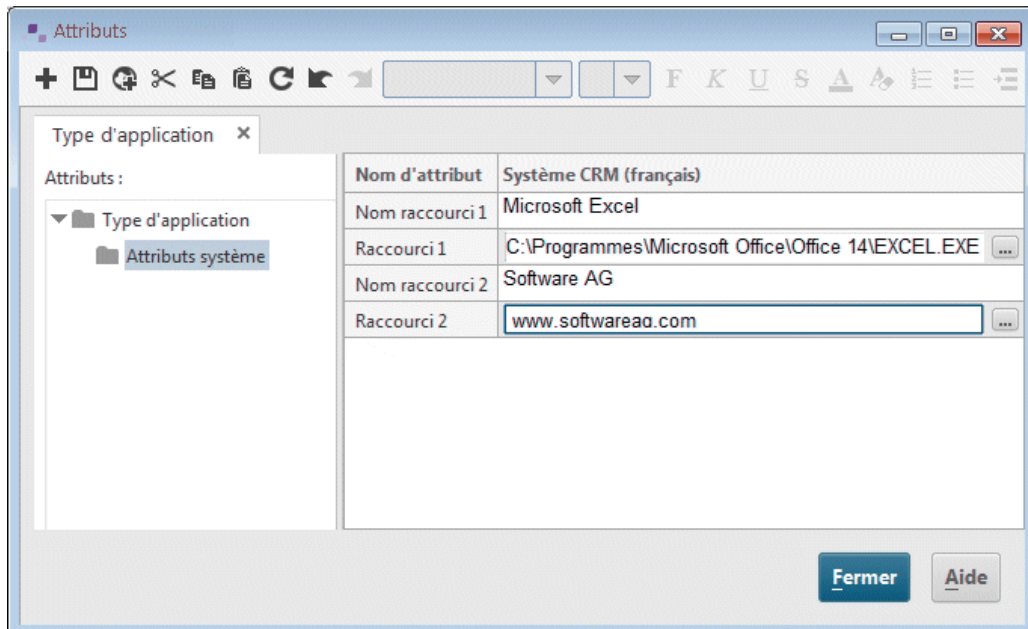 Attributs
F K U S A
Type d'application
Attributs :
Type d'application
Attributs système
Nom d'attribut Système CRM (français)
Nom raccourci 1 Microsoft Excel
Raccourci 1 C:\Programmes\Microsoft Office\Office 14\EXCEL.EXE ...
Nom raccourci 2 Software AG
Raccourci 2 www.softwareag.com ...
Fermer Aide